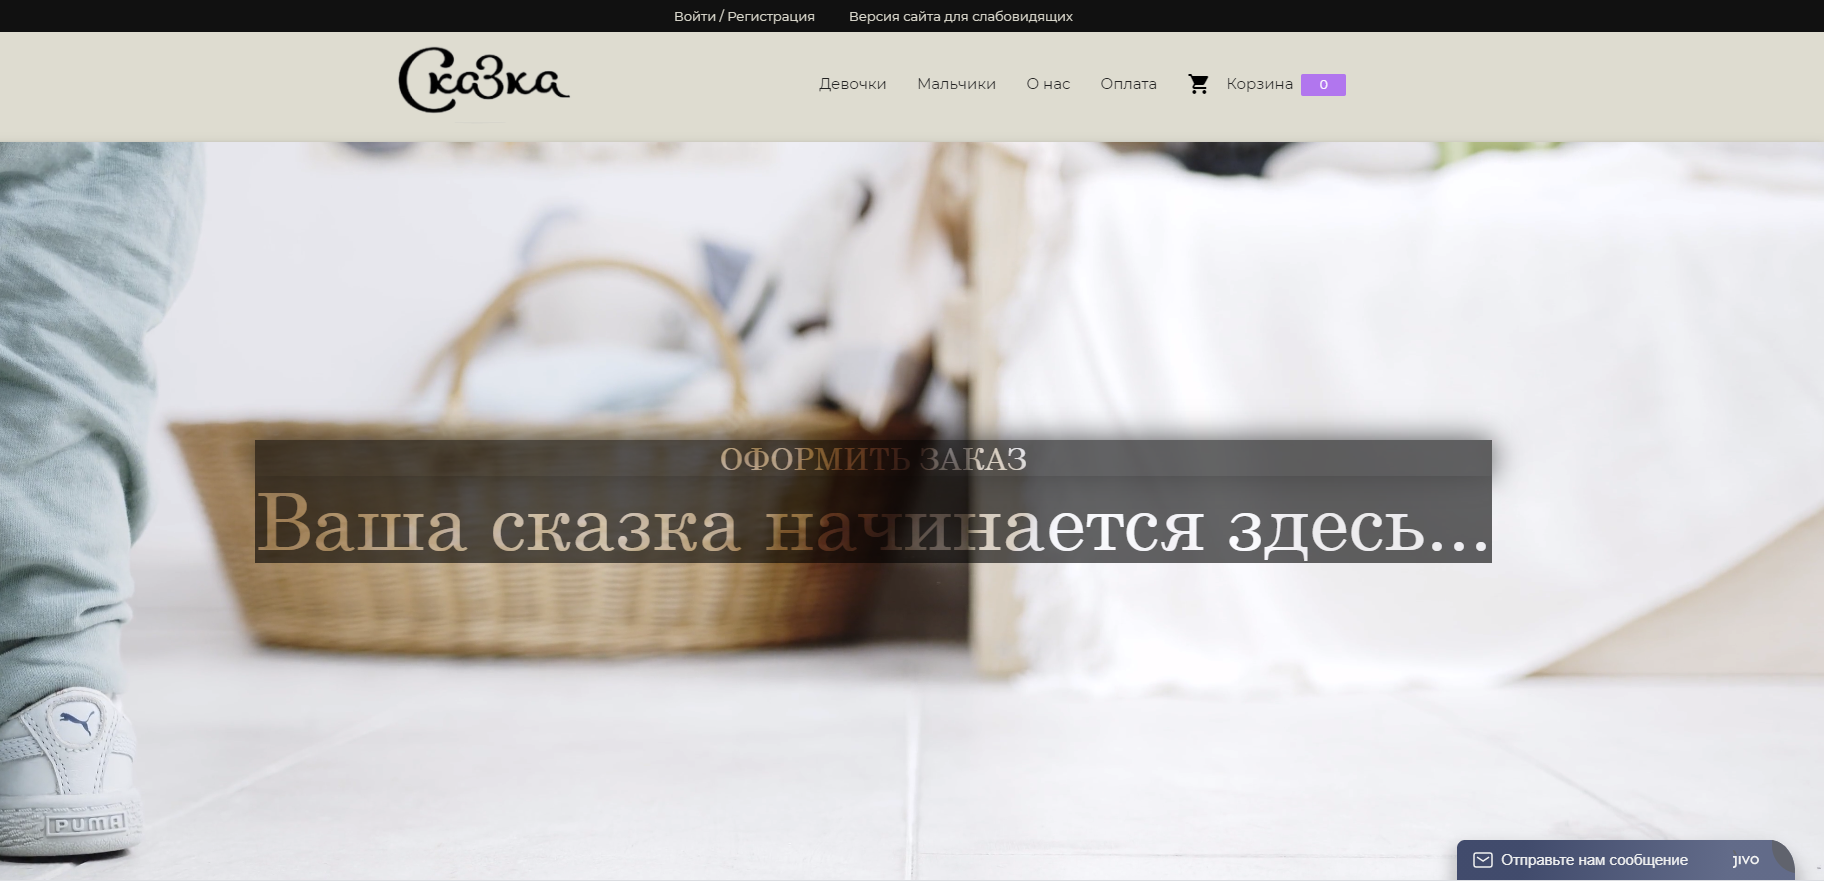 Войти / Регистрация Версия сайта для слабовидящих
Сказка
Девочки Мальчики О нас Оплата Корзина 0
ОФОРМИТЬ ЗАКАЗ
Ваша сказка начинается здесь...
PUMA
Отправьте нам сообщение jivo